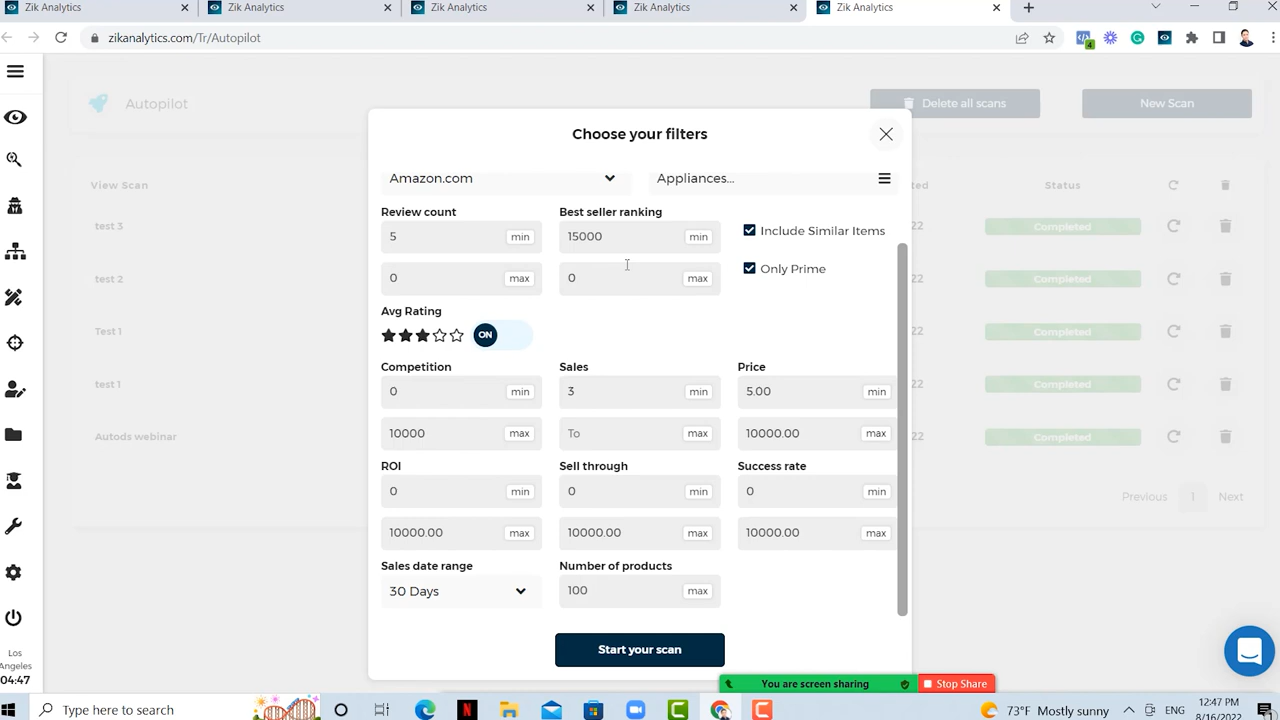 Zik Analytics
Zik Analytics
Zik Analytics
Zik Analytics
Zik Analytics
zikanalytics.com/Tr/Autopilot
4
Autopilot
Delete all scans
New Scan
Choose your filters
Amazon.com
Appliances...
View Scan
Status
Review count
Best seller ranking
5 min
15000 min
Include Similar Items
test 3
Completed
0 max
0 max
Only Prime
test 2
22
Completed
Avg Rating
ON
Test 1
22
Completed
Competition
Sales
Price
0 min
3 min
5.00 min
test 1
22
Completed
10000 max
To max
10000.00 max
Autods webinar
22
Completed
ROI
Sell through
Success rate
0 min
0 min
0 min
Previous 1 Next
10000.00 max
10000.00 max
10000.00 max
Sales date range
Number of products
30 Days
100 max
Start your scan
Los Angeles
04:47
You are screen sharing
Stop Share
Type here to search
73°F Mostly sunny
ENG
12:47 PM
8/16/2022